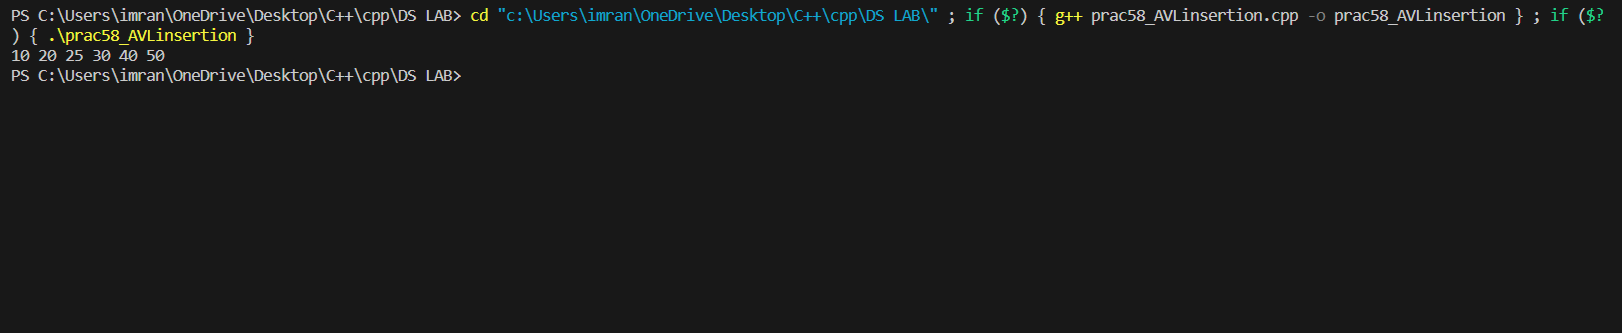 PS C:\Users\imran\OneDrive\Desktop\C++\cpp\DS LAB> cd "c:\Users\imran\OneDrive\Desktop\C++\cpp\DS LAB\" ; if ($?) { g++ prac58_AVLinsertion.cpp -o prac58_AVLinsertion } ; if ($?
) { .\prac58_AVLinsertion }
10 20 25 30 40 50
PS C:\Users\imran\OneDrive\Desktop\C++\cpp\DS LAB>